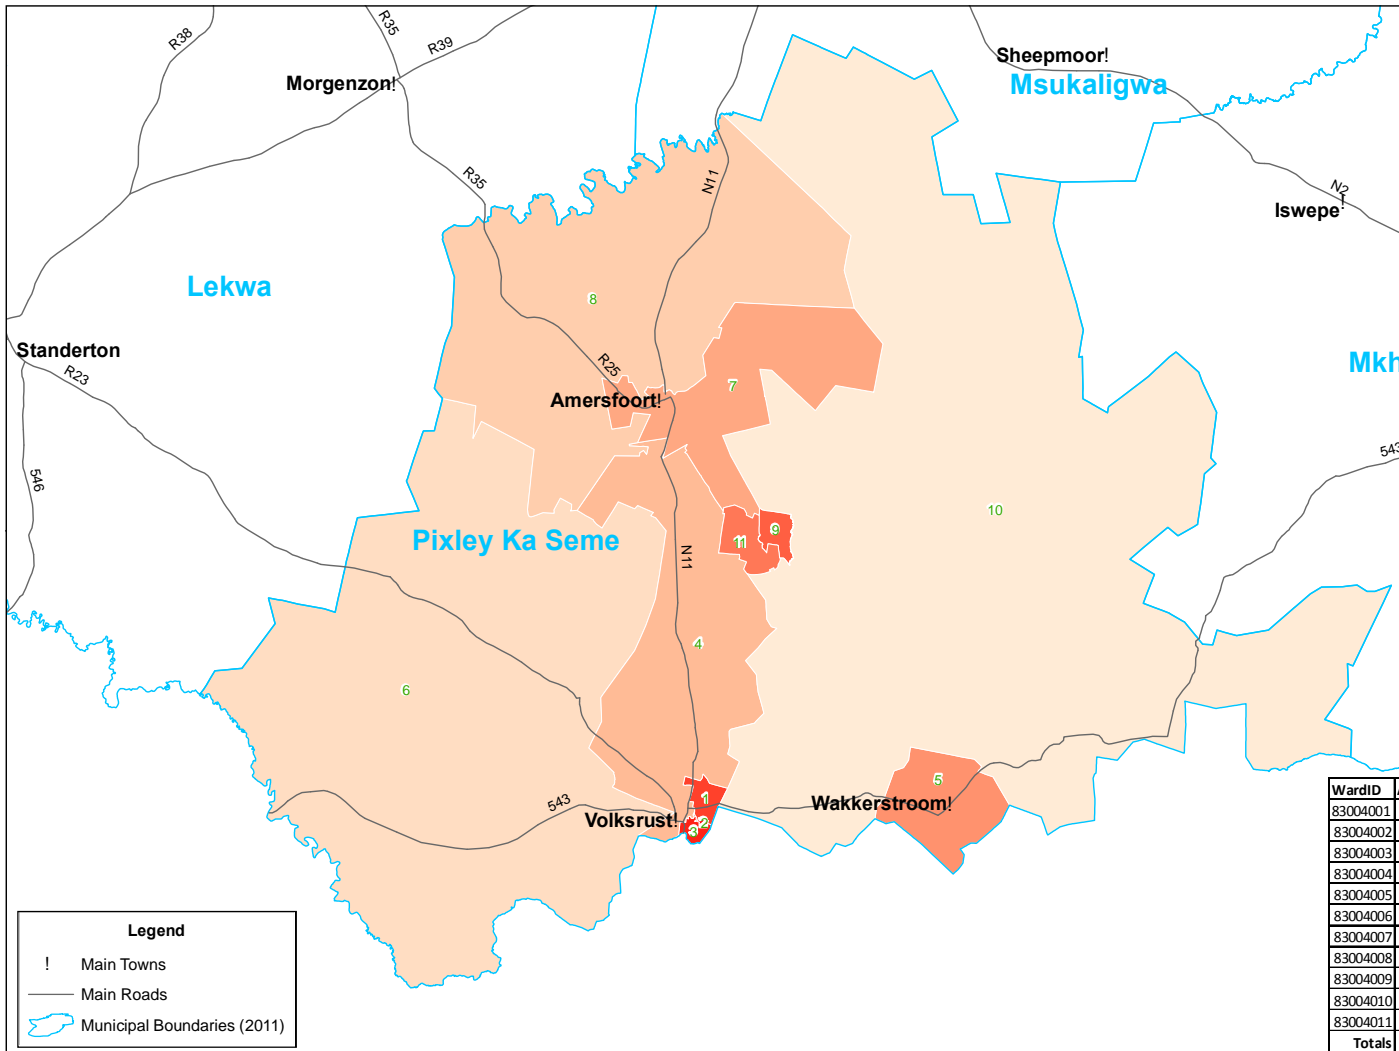 R38
R35
R39
Sheepmoor!
Morgenzon!
Msukaligwa
R35
N11
N2
Iswepe!
Lekwa
8
Standerton
R23
R25
7
Mkh
Amersfoort!
543
546
10
Pixley Ka Seme
9
11
N11
4
6
5
1
Wakkerstroom!
543
Volksrust!
2
3
WardID
83004001
83004002
83004003
83004004
83004005
83004006
83004007
83004008
83004009
83004010
83004011
Totals
Legend
! Main Towns
Main Roads
Municipal Boundaries (2011)